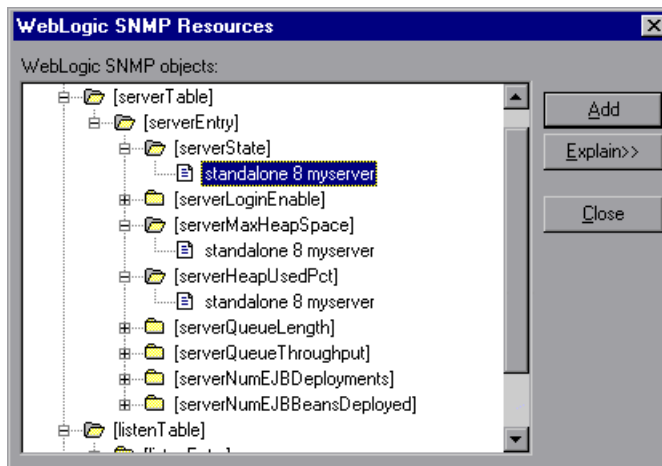 WebLogic SNMP Resources
WebLogic SNMP objects:
[serverTable]
[serverEntry]
[serverState]
standalone 8 myserver
[serverLoginEnable]
[serverMaxHeapSpace]
standalone 8 myserver
[serverHeapUsedPct]
standalone 8 myserver
[serverQueueLength]
[serverQueueThroughput]
[serverNumEJBDeployments]
[serverNumEJBBeansDeployed]
[listenTable]
Add
Explain>>
Close